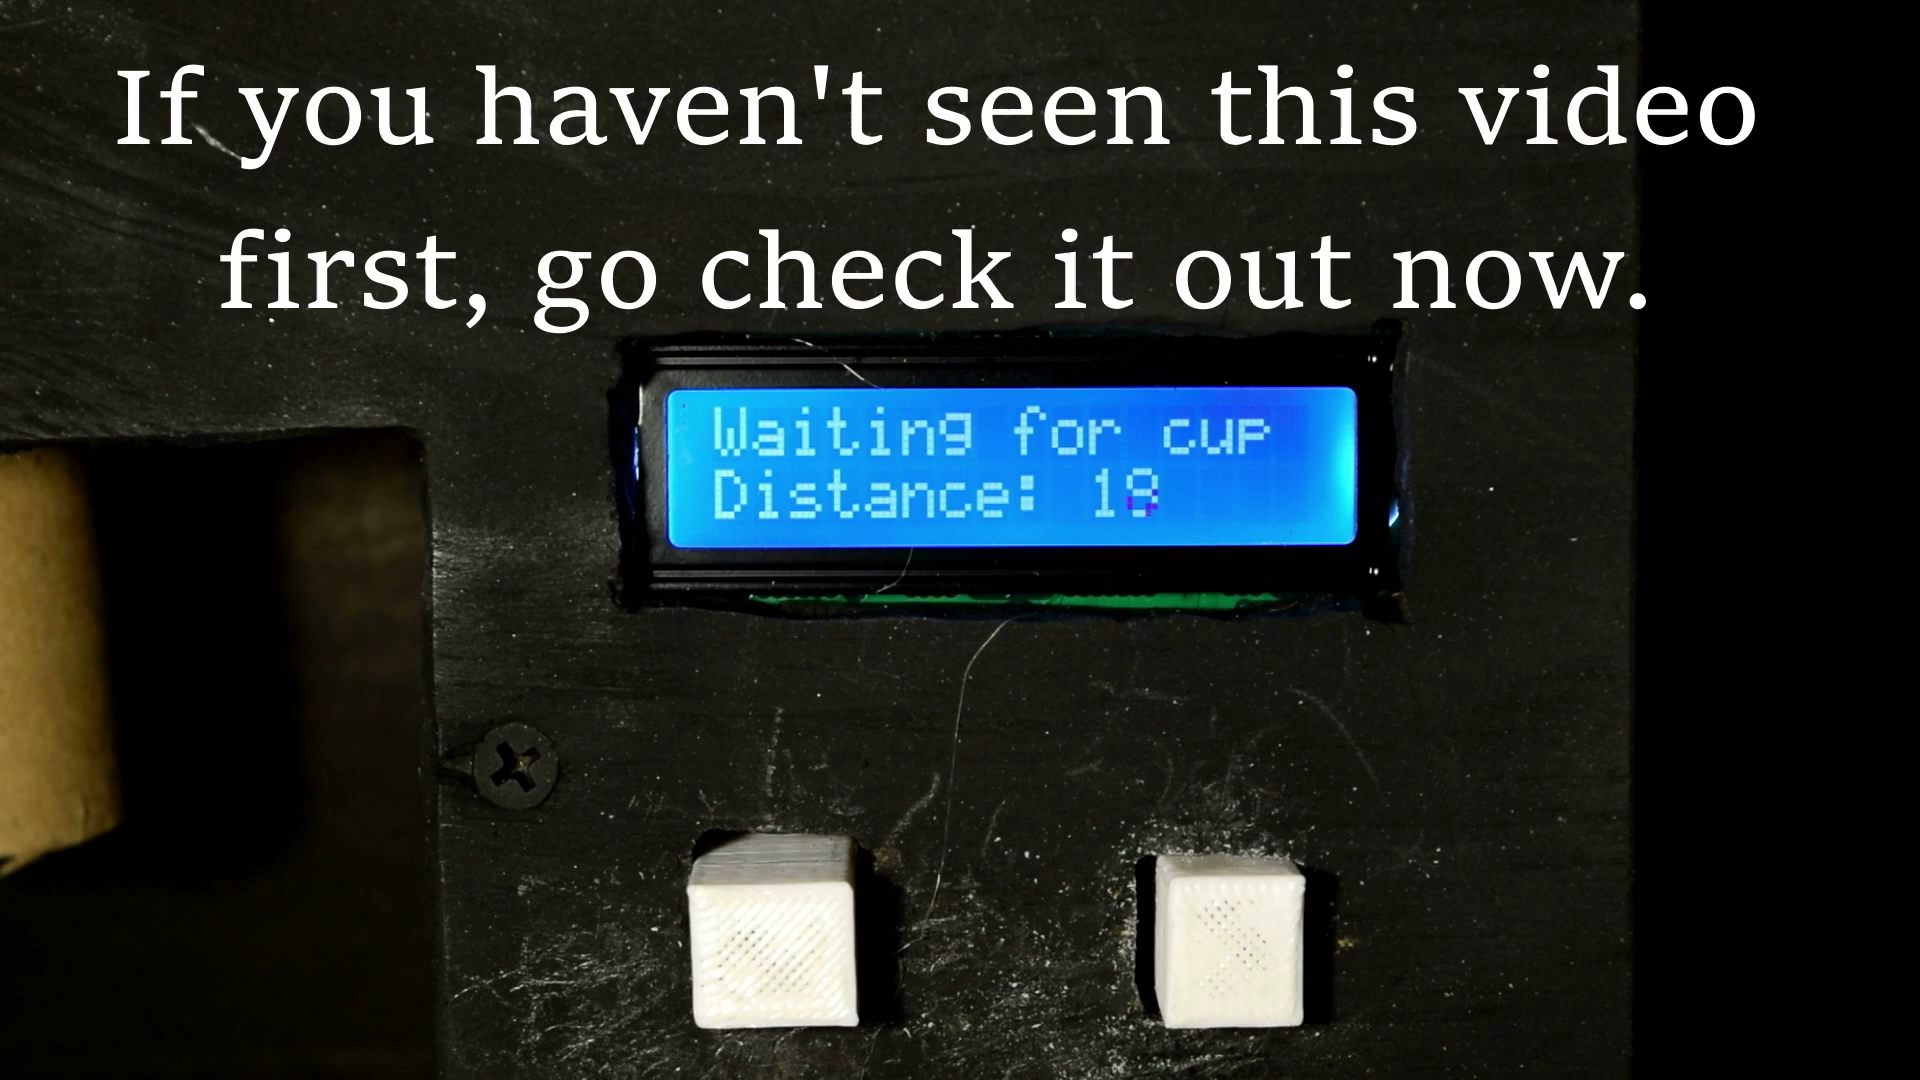 If you haven't seen this video
first, go check it out now.
Waiting for cup
Distance: 18